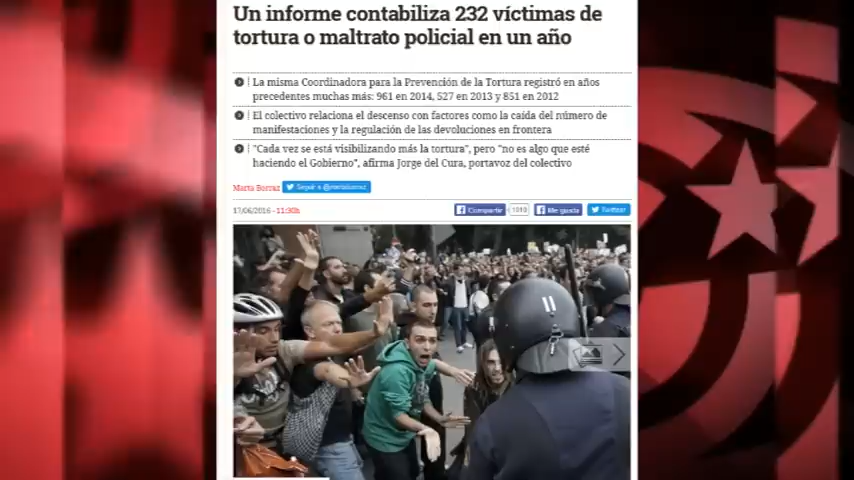 Un informe contabiliza 232 víctimas de
tortura o maltrato policial en un año
La misma Coordinadora para la Prevención de la Tortura registró en años
precedentes muchas más: 961 en 2014, 527 en 2013 y 851 en 2012
El colectivo relaciona el descenso con factores como la caída del número de
manifestaciones y la regulación de las devoluciones en frontera
"Cada vez se está visibilizando más la tortura", pero "no es algo que esté
haciendo el Gobierno", afirma Jorge del Cura, portavoz del colectivo
Marta Borraz Seguir a
17/06/2016 - 11:30h
Compartir Me gusta Twittear